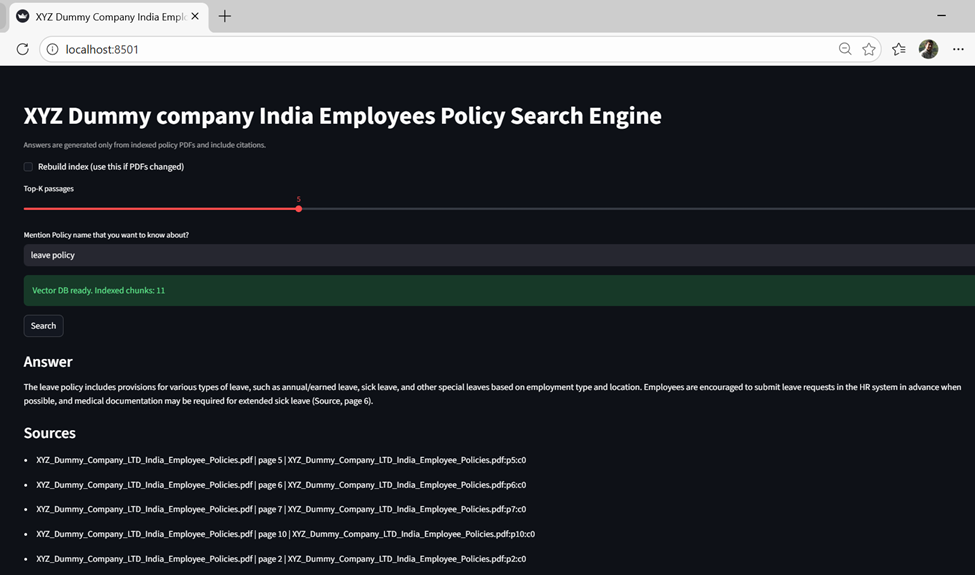 XYZ Dummy Company India Empl
localhost:8501
XYZ Dummy company India Employees Policy Search Engine
Answers are generated only from indexed policy PDFs and include citations.
Rebuild index (use this if PDFs changed)
Top-K passages
5
Mention Policy name that you want to know about?
leave policy
Vector DB ready. Indexed chunks: 11
Search
Answer
The leave policy includes provisions for various types of leave, such as annual/earned leave, sick leave, and other special leaves based on employment type and location. Employees are encouraged to submit leave requests in the HR system in advance when
possible, and medical documentation may be required for extended sick leave (Source, page 6).
Sources
• XYZ_Dummy_Company_LTD_India_Employee_Policies.pdf | page 5 | XYZ_Dummy_Company_LTD_India_Employee_Policies.pdf:p5:c0
• XYZ_Dummy_Company_LTD_India_Employee_Policies.pdf | page 6 | XYZ_Dummy_Company_LTD_India_Employee_Policies.pdf:p6:c0
• XYZ_Dummy_Company_LTD_India_Employee_Policies.pdf | page 7 | XYZ_Dummy_Company_LTD_India_Employee_Policies.pdf:p7:c0
• XYZ_Dummy_Company_LTD_India_Employee_Policies.pdf | page 10 | XYZ_Dummy_Company_LTD_India_Employee_Policies.pdf:p10:c0
• XYZ_Dummy_Company_LTD_India_Employee_Policies.pdf | page 2 | XYZ_Dummy_Company_LTD_India_Employee_Policies.pdf:p2:c0